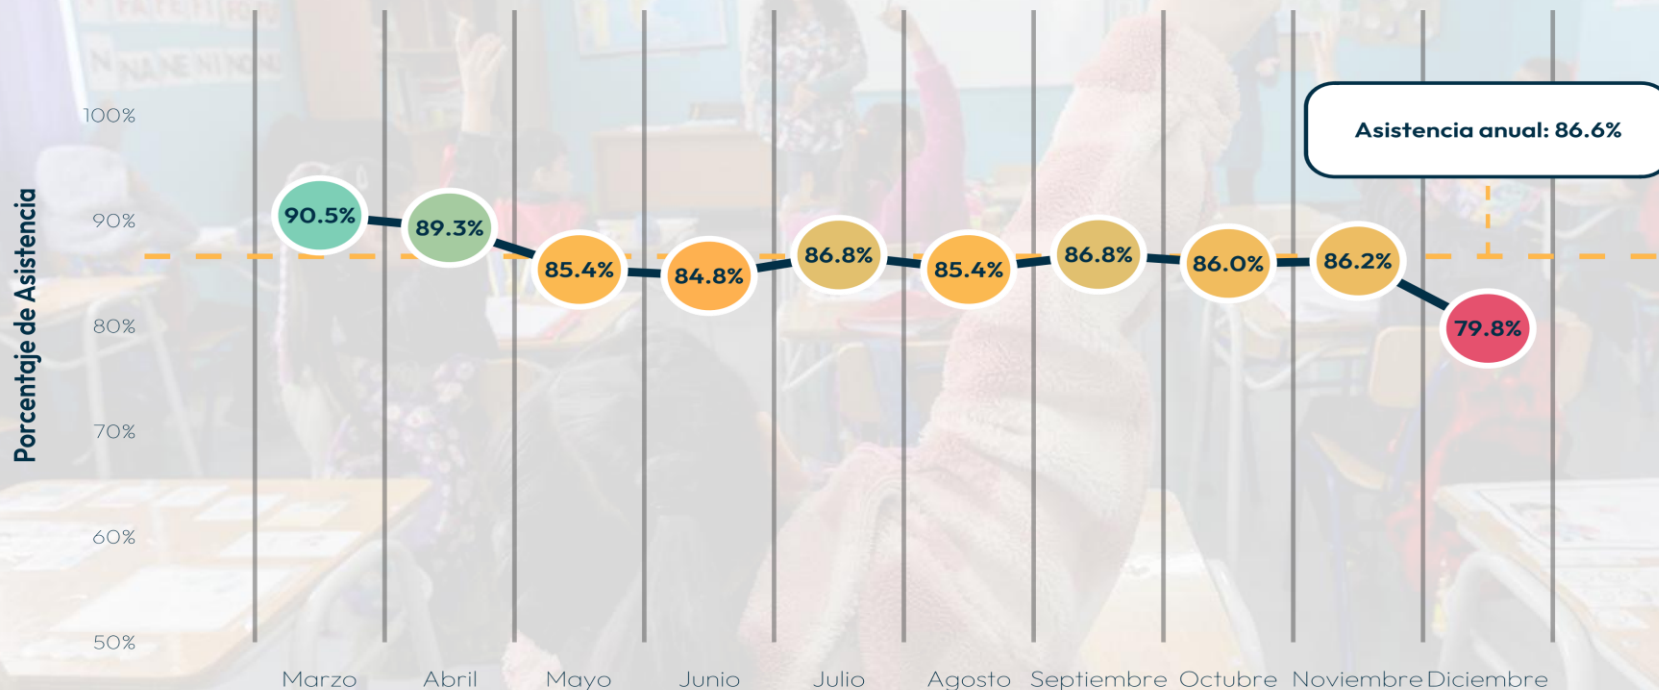 Porcentaje de Asistencia
100%
90%
80%
70%
60%
50%
90.5%
89.3%
85.4%
84.8%
86.8%
85.4%
86.8%
86.0%
86.2%
79.8%
Asistencia anual: 86.6%
Marzo
Abril
Mayo
Junio
Julio
Agosto
Septiembre
Octubre
Noviembre
Diciembre